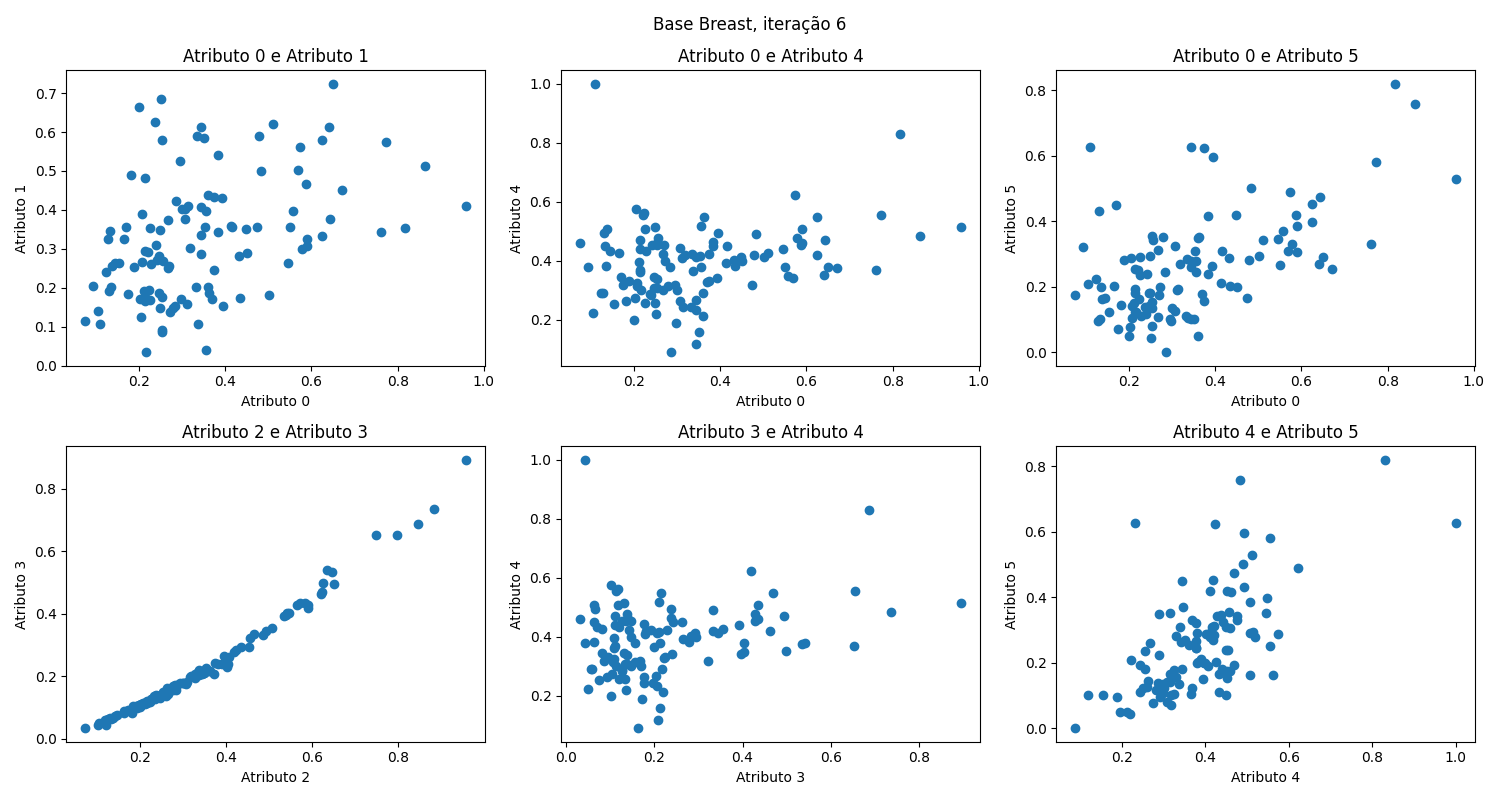 Base Breast, iteração 6
Atributo 0 e Atributo 1
Atributo 1
0.7
0.6
0.5
0.4
0.3
0.2
0.1
0.0
0.2 0.4 0.6 0.8 1.0
Atributo 0
Atributo 0 e Atributo 4
Atributo 4
1.0
0.8
0.6
0.4
0.2
0.2 0.4 0.6 0.8 1.0
Atributo 0
Atributo 0 e Atributo 5
Atributo 5
0.8
0.6
0.4
0.2
0.0
0.2 0.4 0.6 0.8 1.0
Atributo 0
Atributo 2 e Atributo 3
Atributo 3
0.8
0.6
0.4
0.2
0.0
0.2 0.4 0.6 0.8
Atributo 2
Atributo 3 e Atributo 4
Atributo 4
1.0
0.8
0.6
0.4
0.2
0.0 0.2 0.4 0.6 0.8
Atributo 3
Atributo 4 e Atributo 5
Atributo 5
0.8
0.6
0.4
0.2
0.0
0.2 0.4 0.6 0.8 1.0
Atributo 4